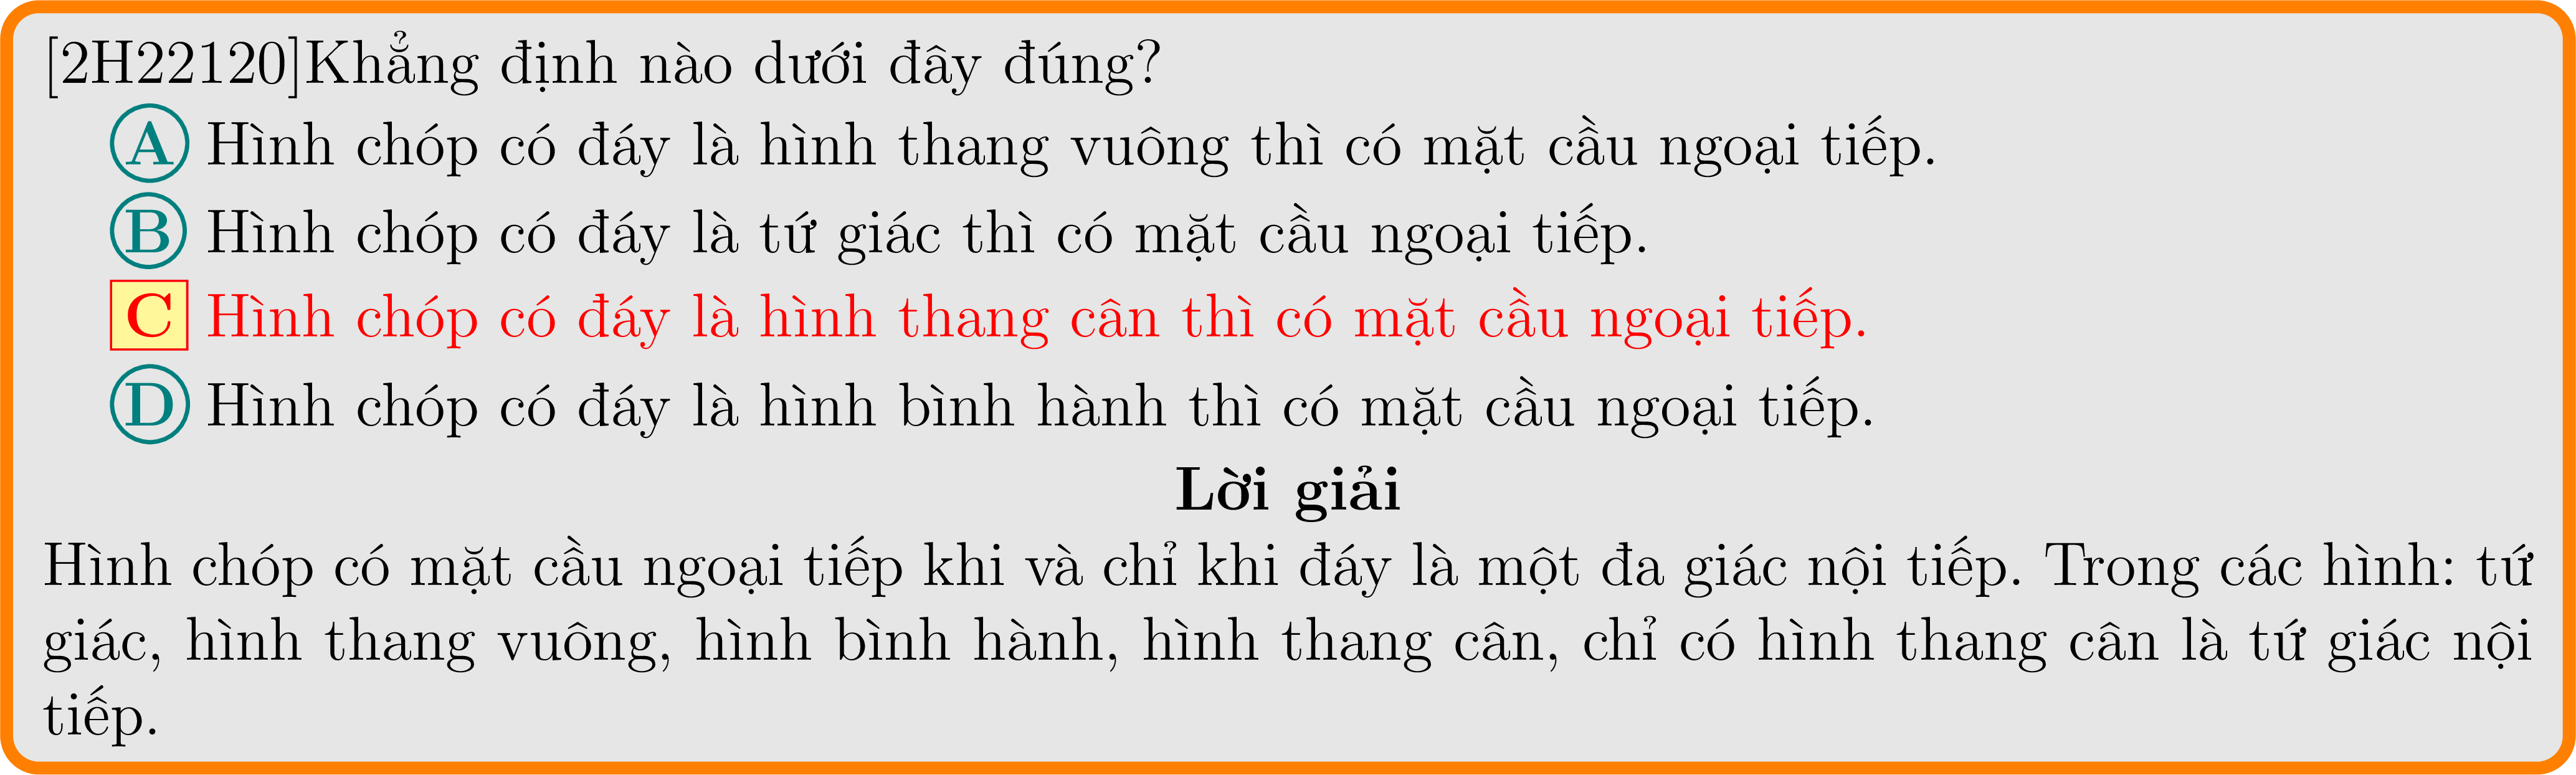 [2H22120]Khẳng định nào dưới đây đúng?
A Hình chóp có đáy là hình thang vuông thì có mặt cầu ngoại tiếp.
B Hình chóp có đáy là tứ giác thì có mặt cầu ngoại tiếp.
C Hình chóp có đáy là hình thang cân thì có mặt cầu ngoại tiếp.
D Hình chóp có đáy là hình bình hành thì có mặt cầu ngoại tiếp.
Lời giải
Hình chóp có mặt cầu ngoại tiếp khi và chỉ khi đáy là một đa giác nội tiếp. Trong các hình: tứ
giác, hình thang vuông, hình bình hành, hình thang cân, chỉ có hình thang cân là tứ giác nội
tiếp.